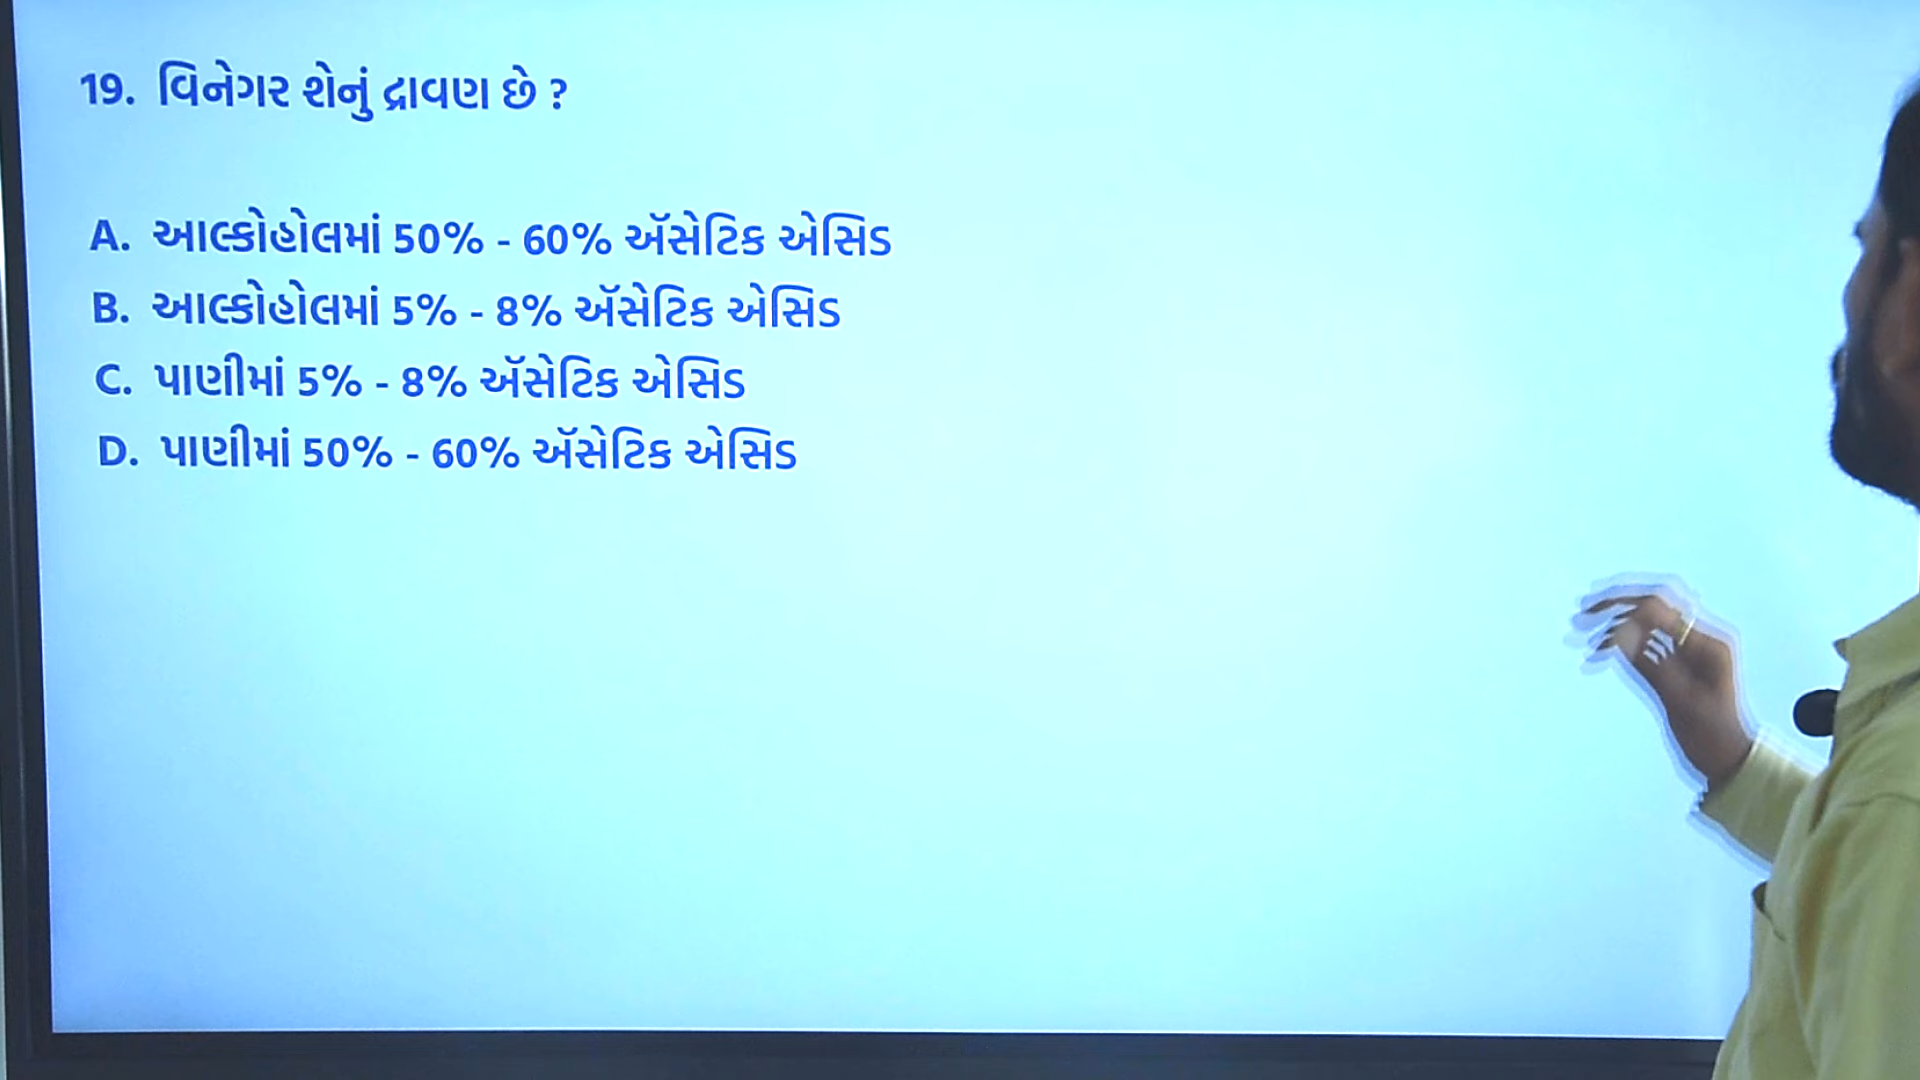 19. વિનેગર શેનું દ્રાવણ છે ?
A. આલ્કોહોલમાં 50% - 60% ઍસેટિક એસિડ
B. આલ્કોહોલમાં 5% - 8% ઍસેટિક એસિડ
C. પાણીમાં 5% - 8% ઍસેટિક એસિડ
D. પાણીમાં 50% - 60% ઍસેટિક એસિડ